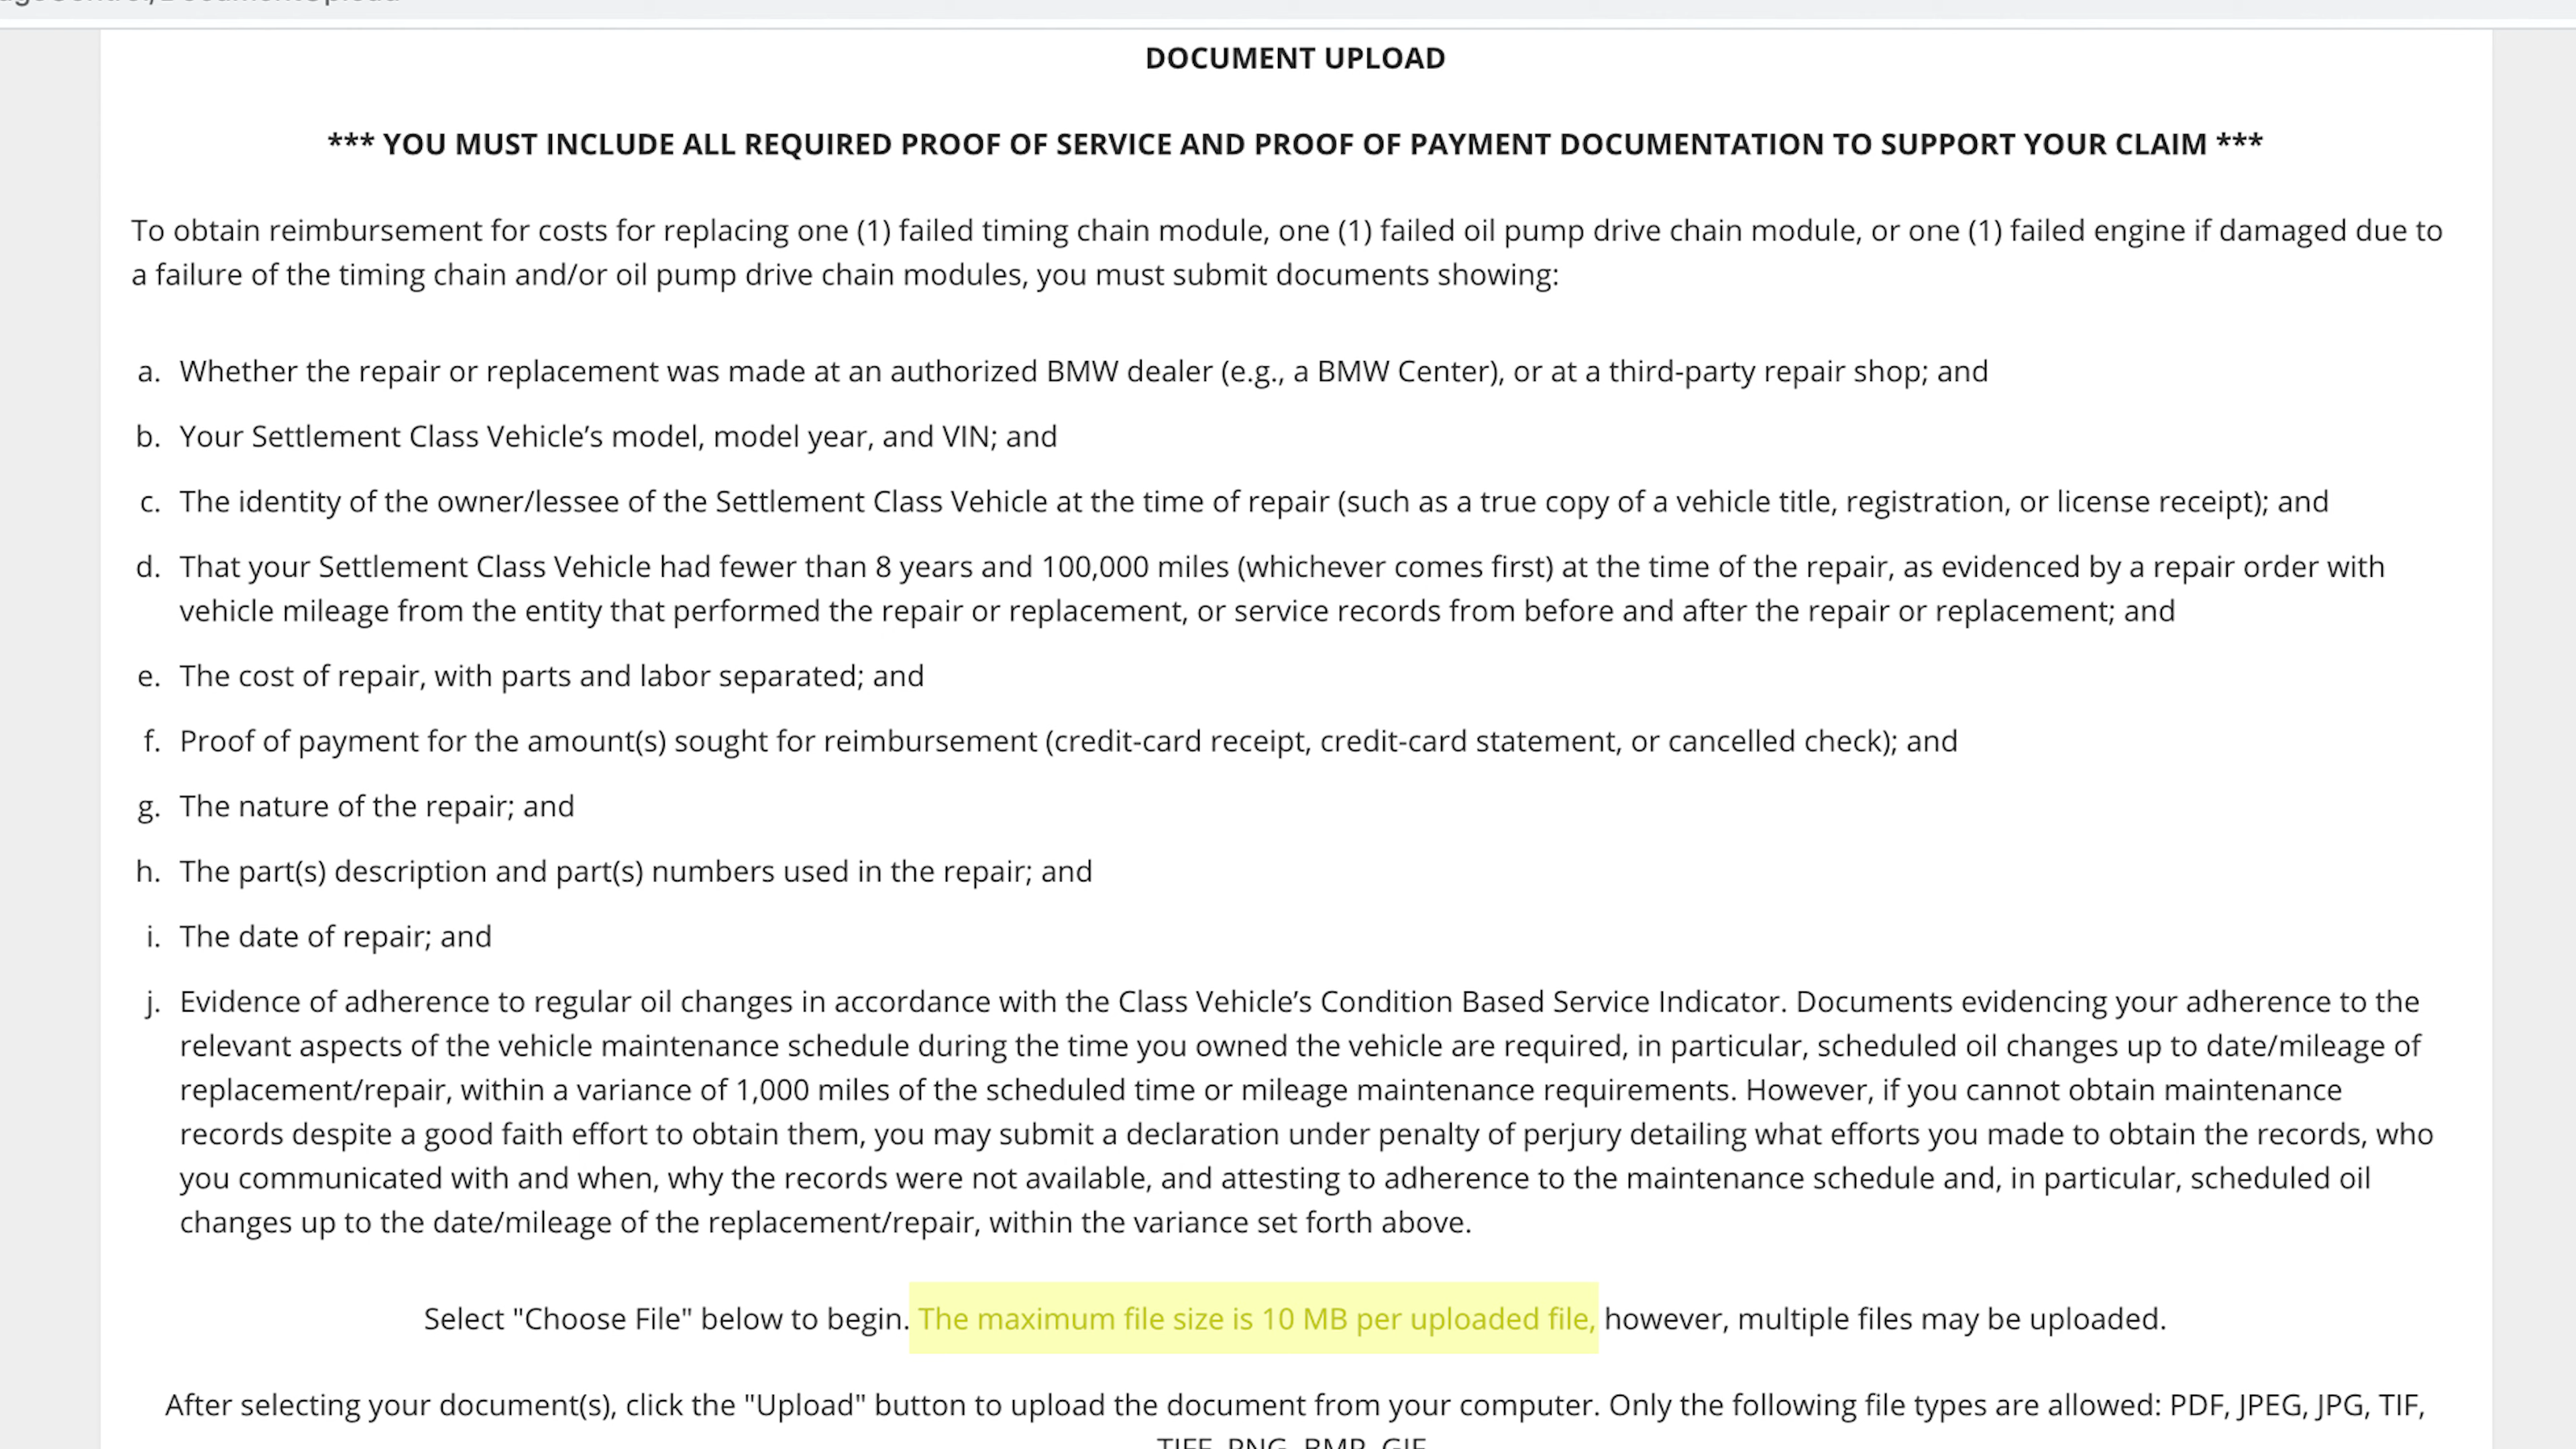 DOCUMENT UPLOAD
*** YOU MUST INCLUDE ALL REQUIRED PROOF OF SERVICE AND PROOF OF PAYMENT DOCUMENTATION TO SUPPORT YOUR CLAIM ***
To obtain reimbursement for costs for replacing one (1) failed timing chain module, one (1) failed oil pump drive chain module, or one (1) failed engine if damaged due to
a failure of the timing chain and/or oil pump drive chain modules, you must submit documents showing:
a. Whether the repair or replacement was made at an authorized BMW dealer (e.g., a BMW Center), or at a third-party repair shop; and
b. Your Settlement Class Vehicle’s model, model year, and VIN; and
c. The identity of the owner/lessee of the Settlement Class Vehicle at the time of repair (such as a true copy of a vehicle title, registration, or license receipt); and
d. That your Settlement Class Vehicle had fewer than 8 years and 100,000 miles (whichever comes first) at the time of the repair, as evidenced by a repair order with
vehicle mileage from the entity that performed the repair or replacement, or service records from before and after the repair or replacement; and
e. The cost of repair, with parts and labor separated; and
f. Proof of payment for the amount(s) sought for reimbursement (credit-card receipt, credit-card statement, or cancelled check); and
g. The nature of the repair; and
h. The part(s) description and part(s) numbers used in the repair; and
i. The date of repair; and
j. Evidence of adherence to regular oil changes in accordance with the Class Vehicle’s Condition Based Service Indicator. Documents evidencing your adherence to the
relevant aspects of the vehicle maintenance schedule during the time you owned the vehicle are required, in particular, scheduled oil changes up to date/mileage of
replacement/repair, within a variance of 1,000 miles of the scheduled time or mileage maintenance requirements. However, if you cannot obtain maintenance
records despite a good faith effort to obtain them, you may submit a declaration under penalty of perjury detailing what efforts you made to obtain the records, who
you communicated with and when, why the records were not available, and attesting to adherence to the maintenance schedule and, in particular, scheduled oil
changes up to the date/mileage of the replacement/repair, within the variance set forth above.
Select "Choose File" below to begin. The maximum file size is 10 MB per uploaded file, however, multiple files may be uploaded.
After selecting your document(s), click the "Upload" button to upload the document from your computer. Only the following file types are allowed: PDF, JPEG, JPG, TIF,
TIFF, PNG, BMP, GIF